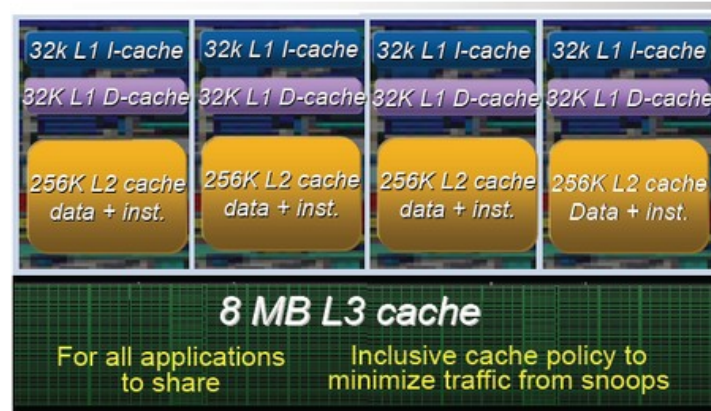 32k L1 I-cache
32K L1 D-cache
256K L2 cache
data + inst.
32k L1 I-cache
32K L1 D-cache
256K L2 cache
data + inst.
32k L1 I-cache
32K L1 D-cache
256K L2 cache
data + inst.
32k L1 I-cache
32K L1 D-cache
256K L2 cache
Data + inst.
8 MB L3 cache
For all applications
to share
Inclusive cache policy to
minimize traffic from snoops